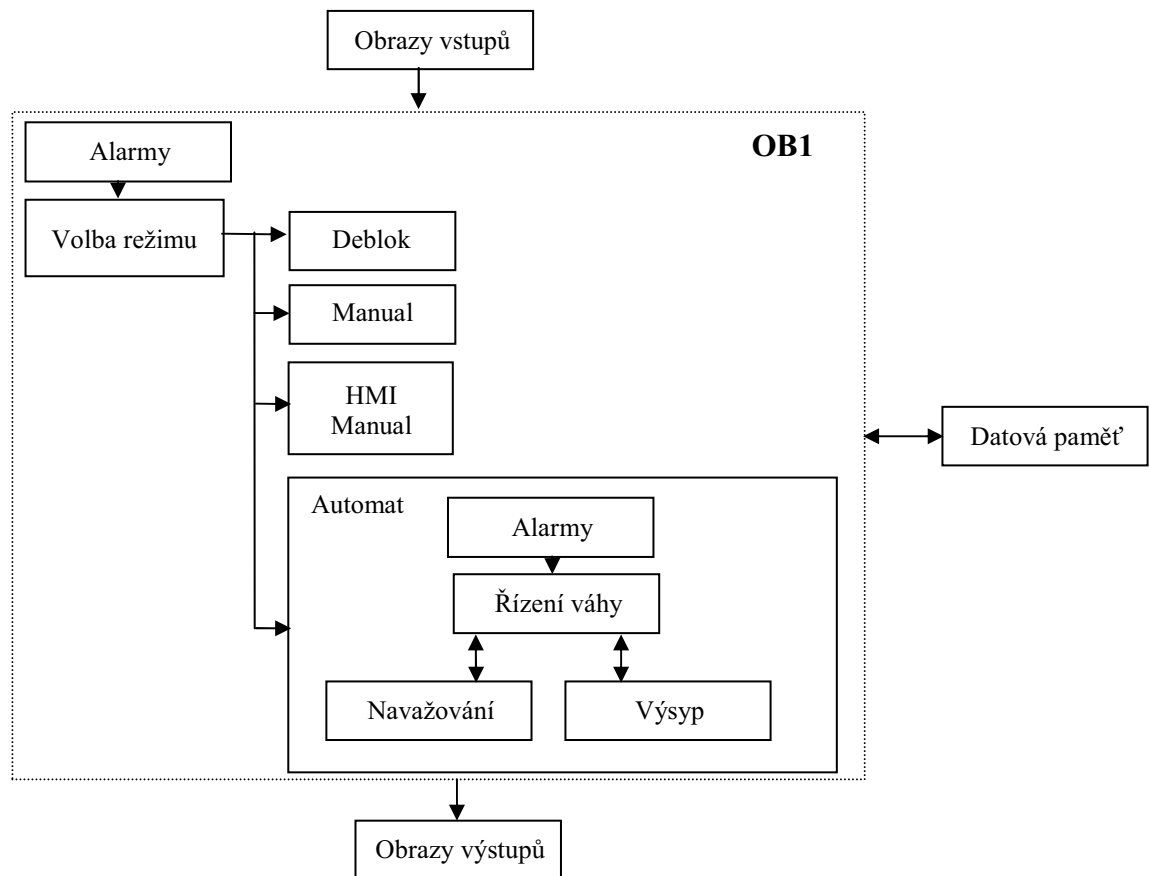 Obrazy vstupů
OB1
Alarmy
Volba režimu
Deblok
Manual
HMI
Manual
Datová paměť
Automat
Alarmy
Řízení váhy
Navažování
Výsyp
Obrazy výstupů